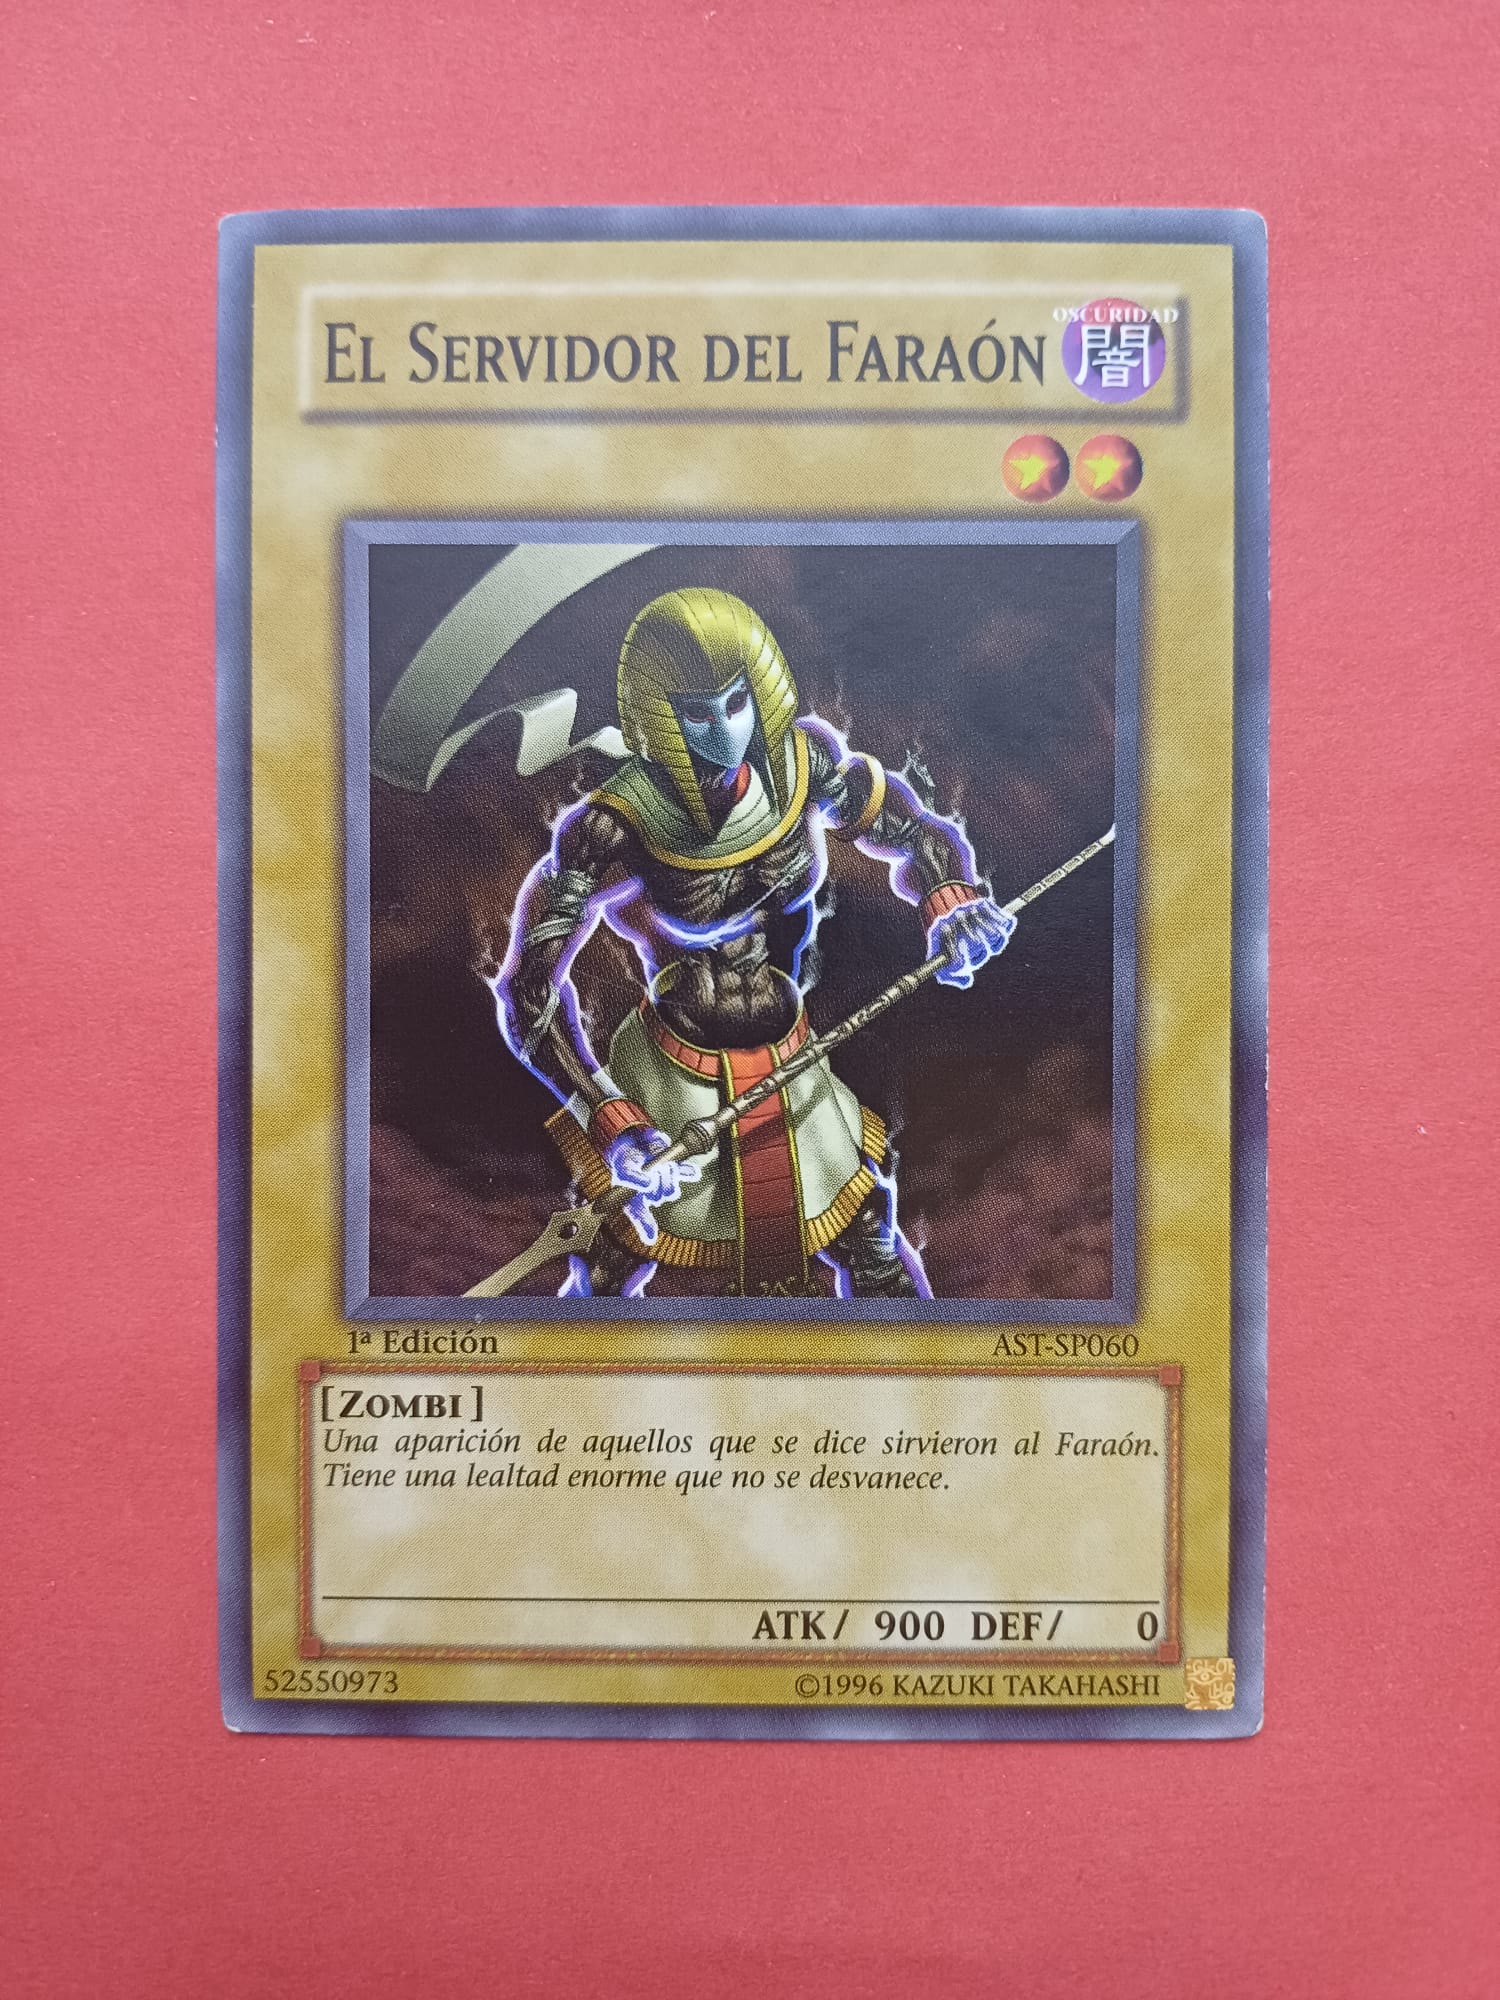 El Servidor del Faraón
OSCURIDAD
闇
1ª Edición
AST-SP060
[Zombi]
Una aparición de aquellos que se dice sirvieron al Faraón.
Tiene una lealtad enorme que no se desvanece.
ATK/ 900 DEF/ 0
52550973
©1996 KAZUKI TAKAHASHI